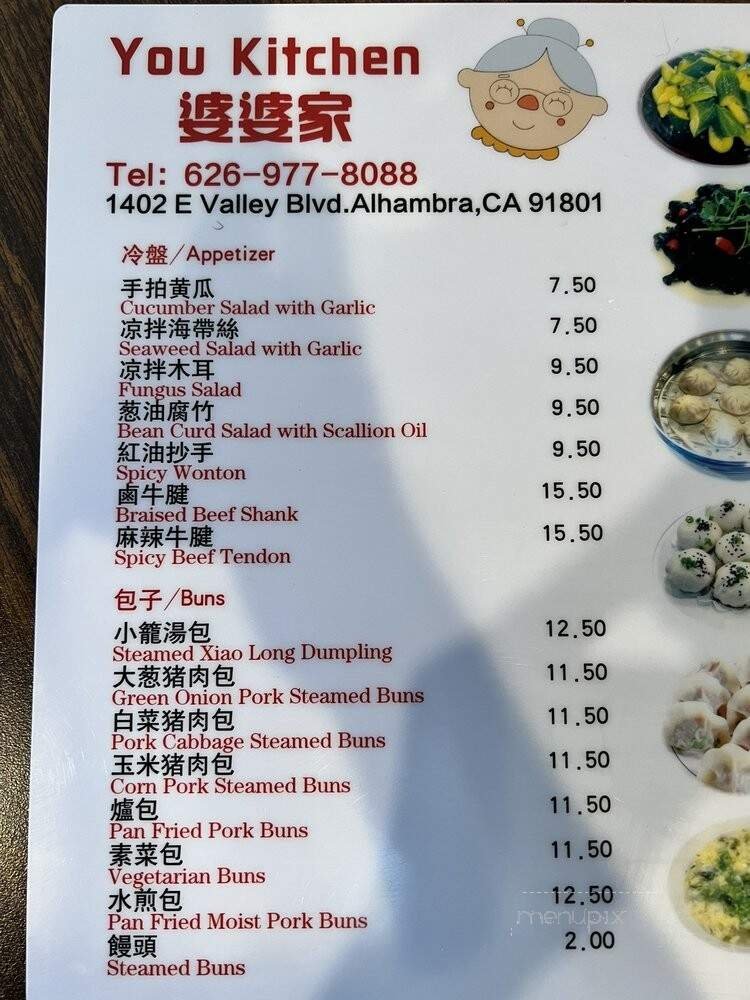 You Kitchen
婆婆家
Tel: 626-977-8088
1402 E Valley Blvd.Alhambra,CA 91801
冷盤/Appetizer
手拍黄瓜 7.50
Cucumber Salad with Garlic
凉拌海帶絲 7.50
Seaweed Salad with Garlic
凉拌木耳 9.50
Fungus Salad
葱油腐竹 9.50
Bean Curd Salad with Scallion Oil
紅油抄手 9.50
Spicy Wonton
鹵牛腱 15.50
Braised Beef Shank
麻辣牛腱 15.50
Spicy Beef Tendon
包子/Buns
小籠湯包 12.50
Steamed Xiao Long Dumpling
大葱猪肉包 11.50
Green Onion Pork Steamed Buns
白菜猪肉包 11.50
Pork Cabbage Steamed Buns
玉米猪肉包 11.50
Corn Pork Steamed Buns
爐包 11.50
Pan Fried Pork Buns
素菜包 11.50
Vegetarian Buns
水煎包 12.50
Pan Fried Moist Pork Buns
饅頭 2.00
Steamed Buns
menupix